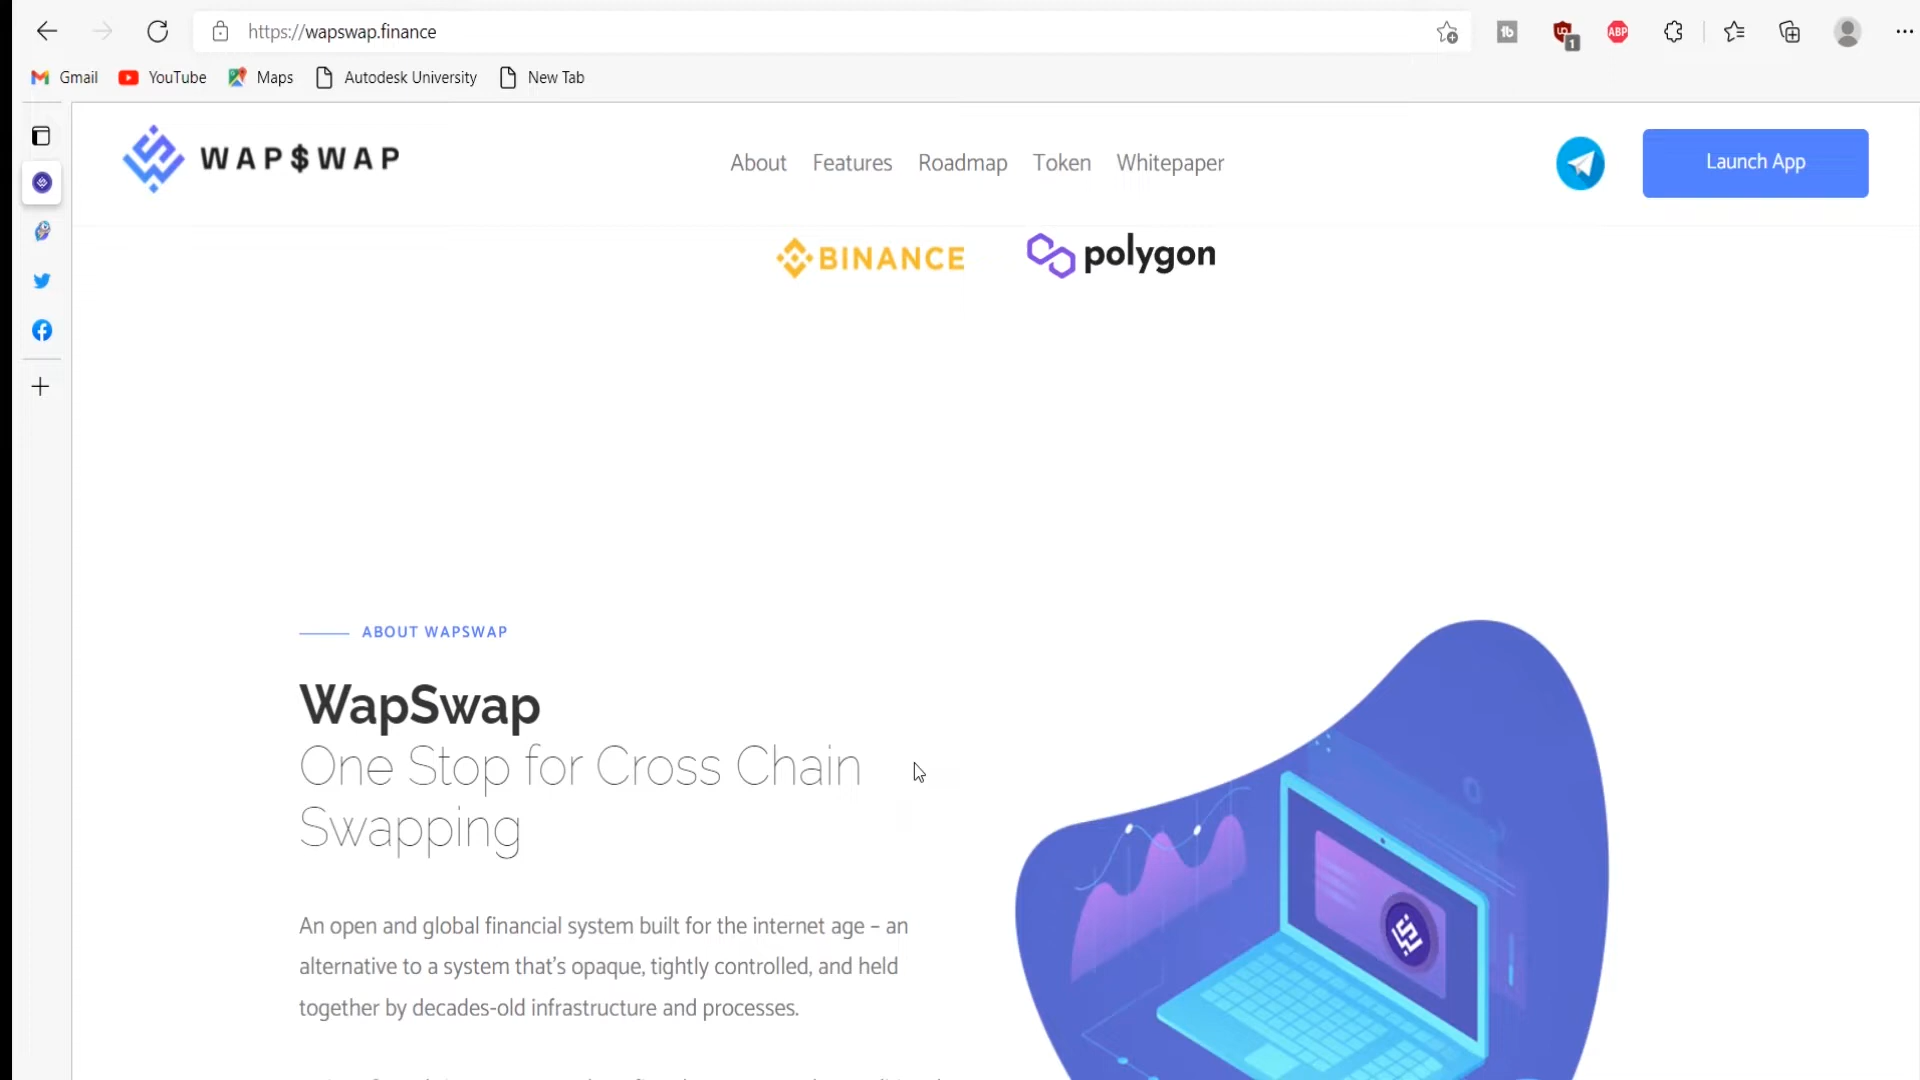 https://wapswap.finance
Gmail YouTube Maps Autodesk University New Tab
WAP$WAP
About Features Roadmap Token Whitepaper
Launch App
BINANCE polygon
ABOUT WAPSWAP
WapSwap
One Stop for Cross Chain
Swapping
An open and global financial system built for the internet age – an
alternative to a system that's opaque, tightly controlled, and held
together by decades-old infrastructure and processes.